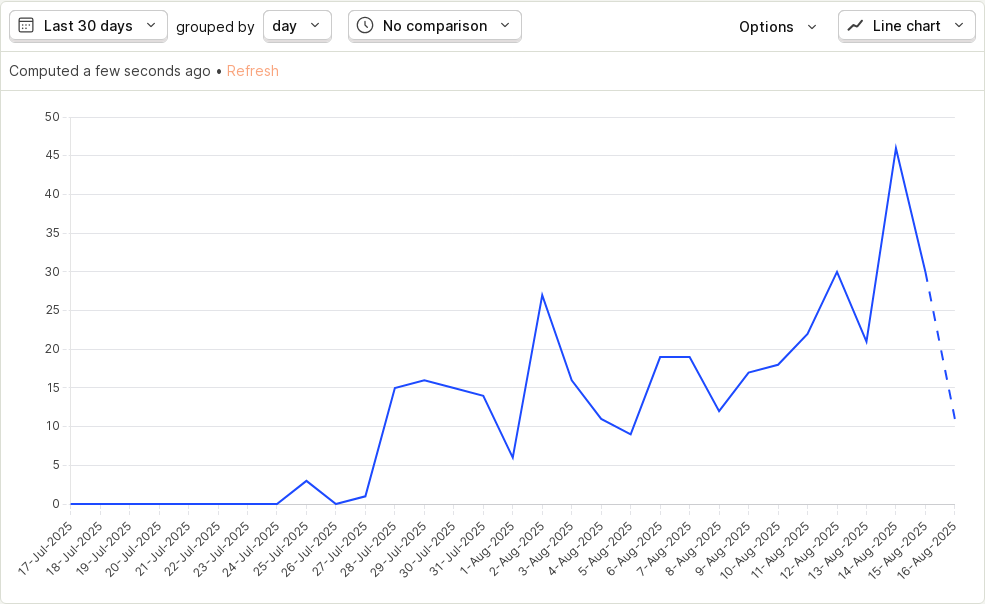 Last 30 days grouped by day No comparison Options Line chart
Computed a few seconds ago • Refresh
50
45
40
35
30
25
20
15
10
5
0
17-Jul-2025
18-Jul-2025
19-Jul-2025
20-Jul-2025
21-Jul-2025
22-Jul-2025
23-Jul-2025
24-Jul-2025
25-Jul-2025
26-Jul-2025
27-Jul-2025
28-Jul-2025
29-Jul-2025
30-Jul-2025
31-Jul-2025
1-Aug-2025
2-Aug-2025
3-Aug-2025
4-Aug-2025
5-Aug-2025
6-Aug-2025
7-Aug-2025
8-Aug-2025
9-Aug-2025
10-Aug-2025
11-Aug-2025
12-Aug-2025
13-Aug-2025
14-Aug-2025
15-Aug-2025
16-Aug-2025